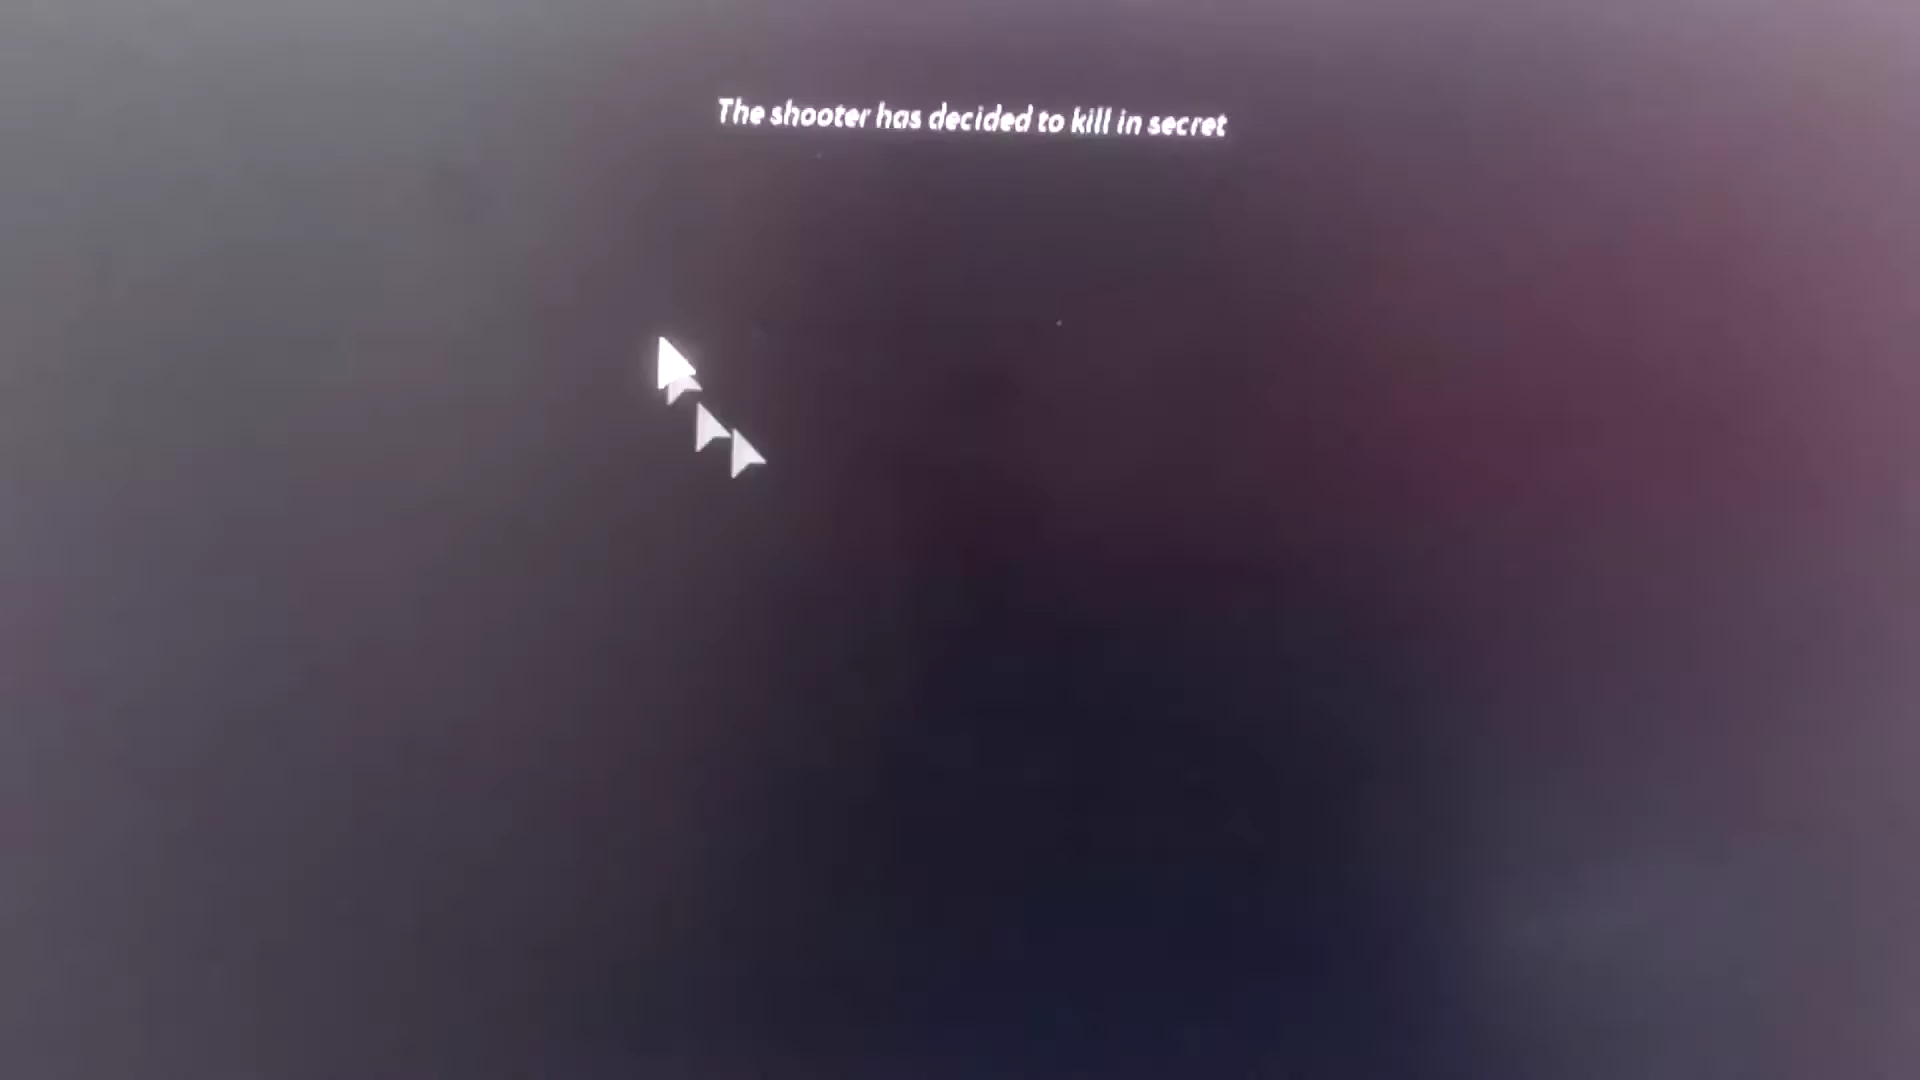 The shooter has decided to kill in secret